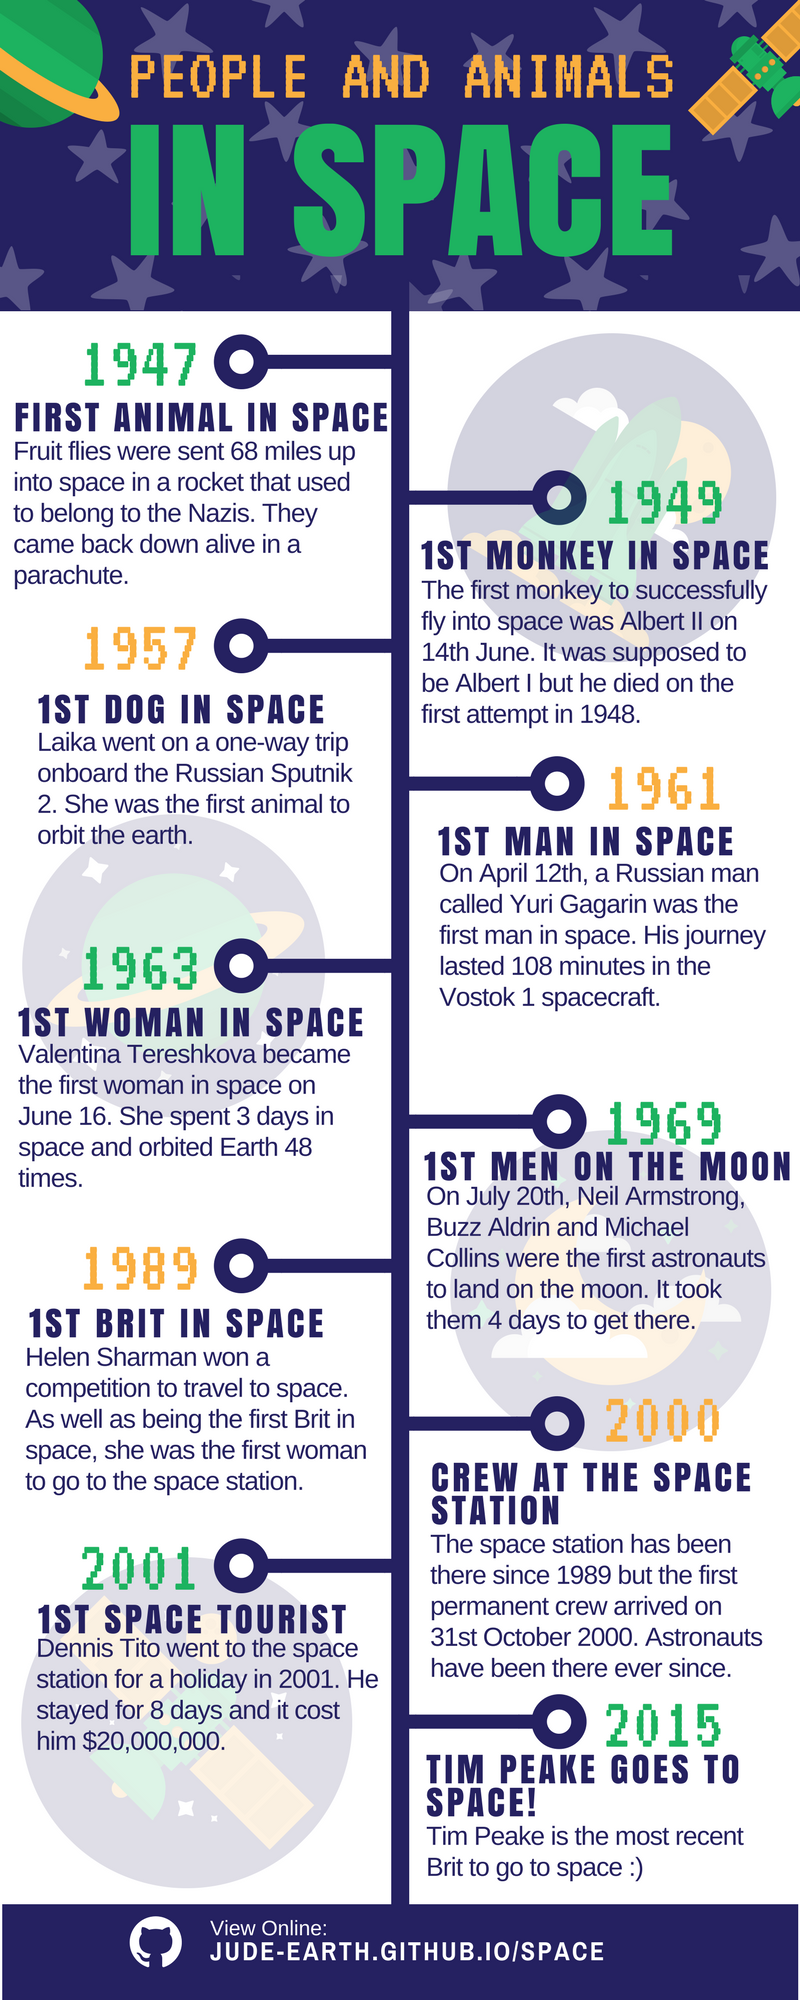 PEOPLE AND ANIMALS
IN SPACE
1947
FIRST ANIMAL IN SPACE
Fruit flies were sent 68 miles up
into space in a rocket that used
to belong to the Nazis. They
came back down alive in a
parachute.
1949
1ST MONKEY IN SPACE
The first monkey to successfully
fly into space was Albert II on
14th June. It was supposed to
be Albert I but he died on the
first attempt in 1948.
1957
1ST DOG IN SPACE
Laika went on a one-way trip
onboard the Russian Sputnik
2. She was the first animal to
orbit the earth.
1961
1ST MAN IN SPACE
On April 12th, a Russian man
called Yuri Gagarin was the
first man in space. His journey
lasted 108 minutes in the
Vostok 1 spacecraft.
1963
1ST WOMAN IN SPACE
Valentina Tereshkova became
the first woman in space on
June 16. She spent 3 days in
space and orbited Earth 48
times.
1969
1ST MEN ON THE MOON
On July 20th, Neil Armstrong,
Buzz Aldrin and Michael
Collins were the first astronauts
to land on the moon. It took
them 4 days to get there.
1989
1ST BRIT IN SPACE
Helen Sharman won a
competition to travel to space.
As well as being the first Brit in
space, she was the first woman
to go to the space station.
2000
CREW AT THE SPACE
STATION
The space station has been
there since 1989 but the first
permanent crew arrived on
31st October 2000. Astronauts
have been there ever since.
2001
1ST SPACE TOURIST
Dennis Tito went to the space
station for a holiday in 2001. He
stayed for 8 days and it cost
him $20,000,000.
2015
TIM PEAKE GOES TO
SPACE!
Tim Peake is the most recent
Brit to go to space :)
View Online:
JUDE-EARTH.GITHUB.IO/SPACE